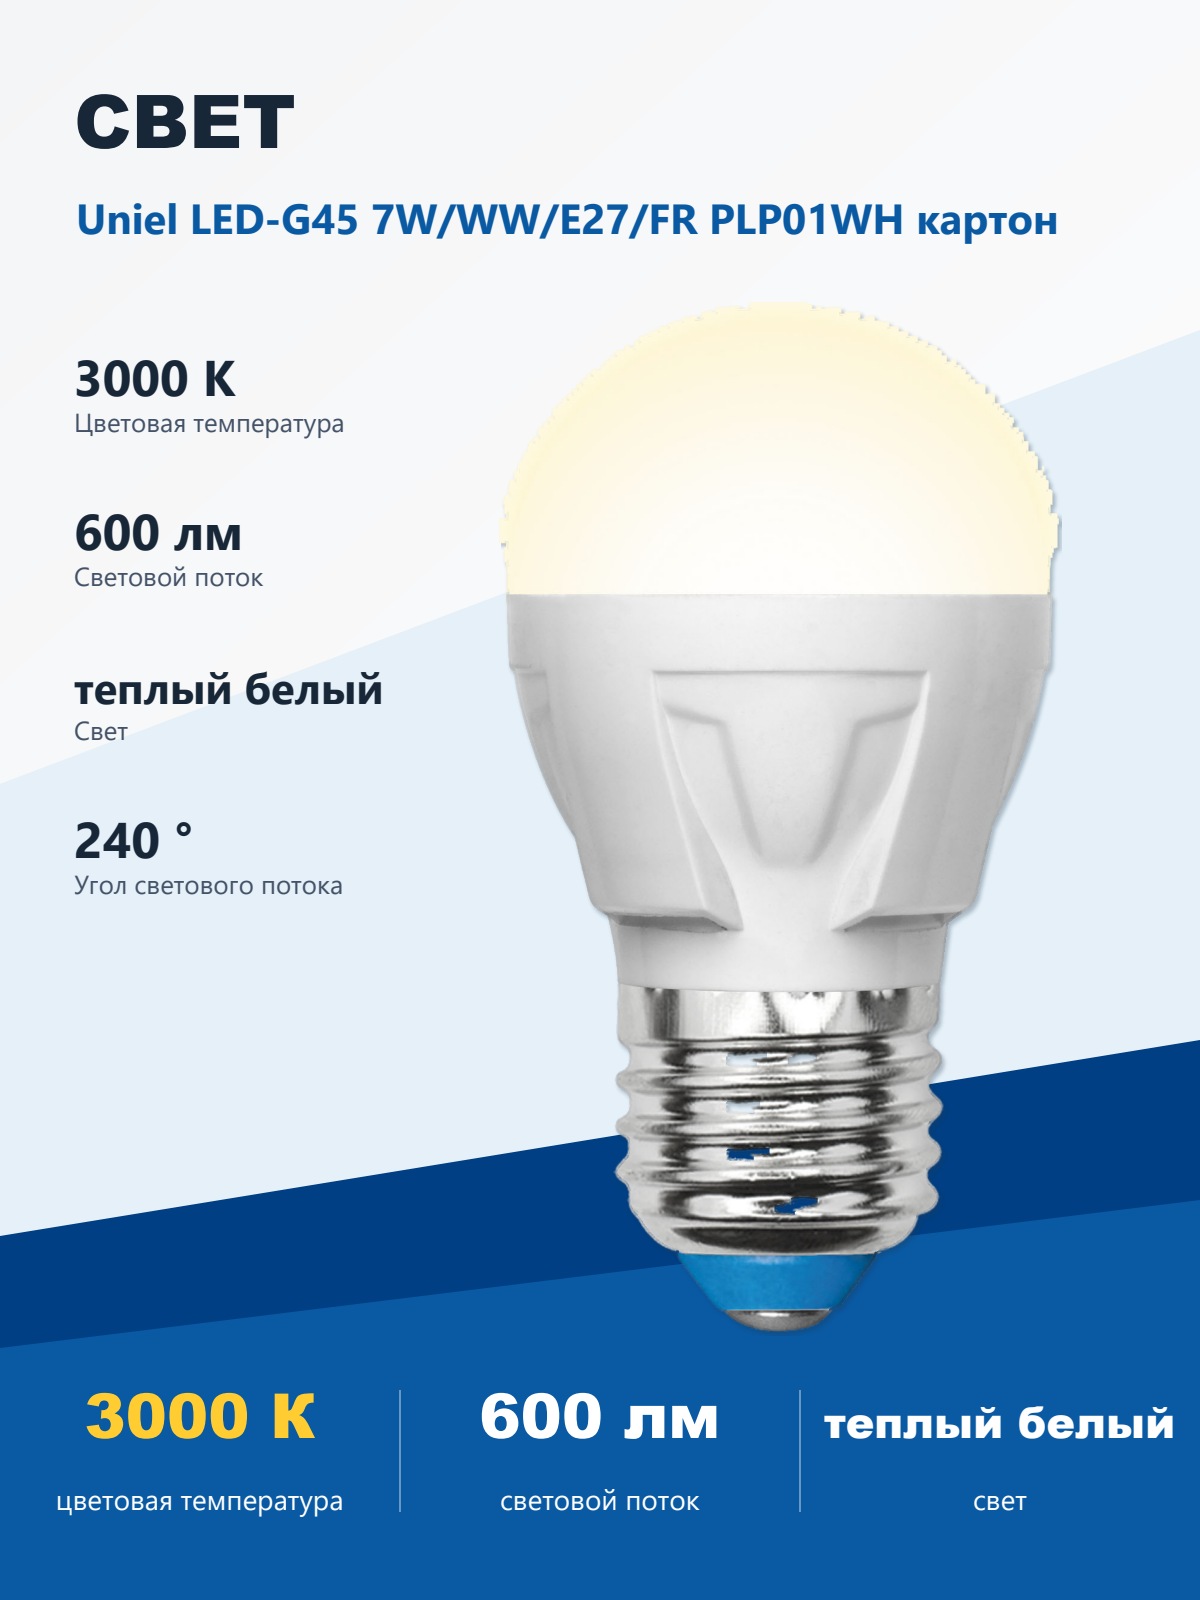 СВЕТ
Uniel LED-G45 7W/WW/E27/FR PLP01WH картон
3000 К
Цветовая температура
600 лм
Световой поток
теплый белый
Свет
240 °
Угол светового потока
3000 К
цветовая температура
600 лм
световой поток
теплый белый
свет